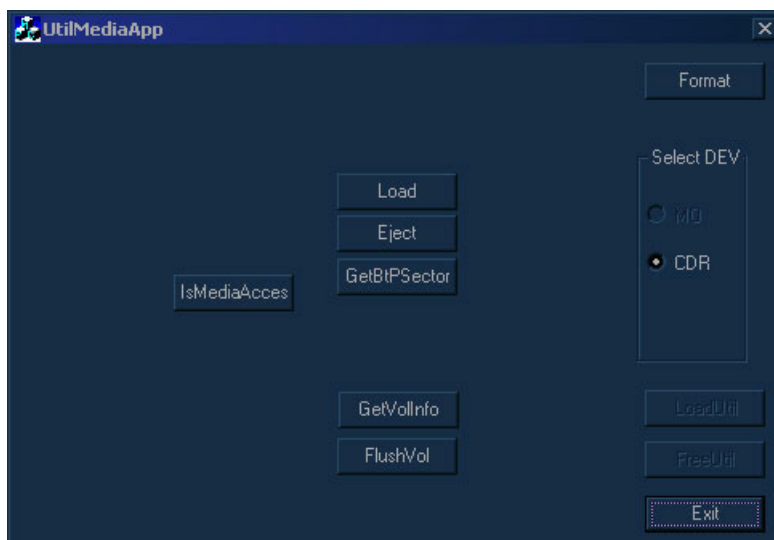 UtilMediaApp
Format
Select DEV
Load
MO
Eject
CDR
GetBtPSector
IsMediaAcces
GetVolInfo
LoadUtil
FlushVol
FreeUtil
Exit